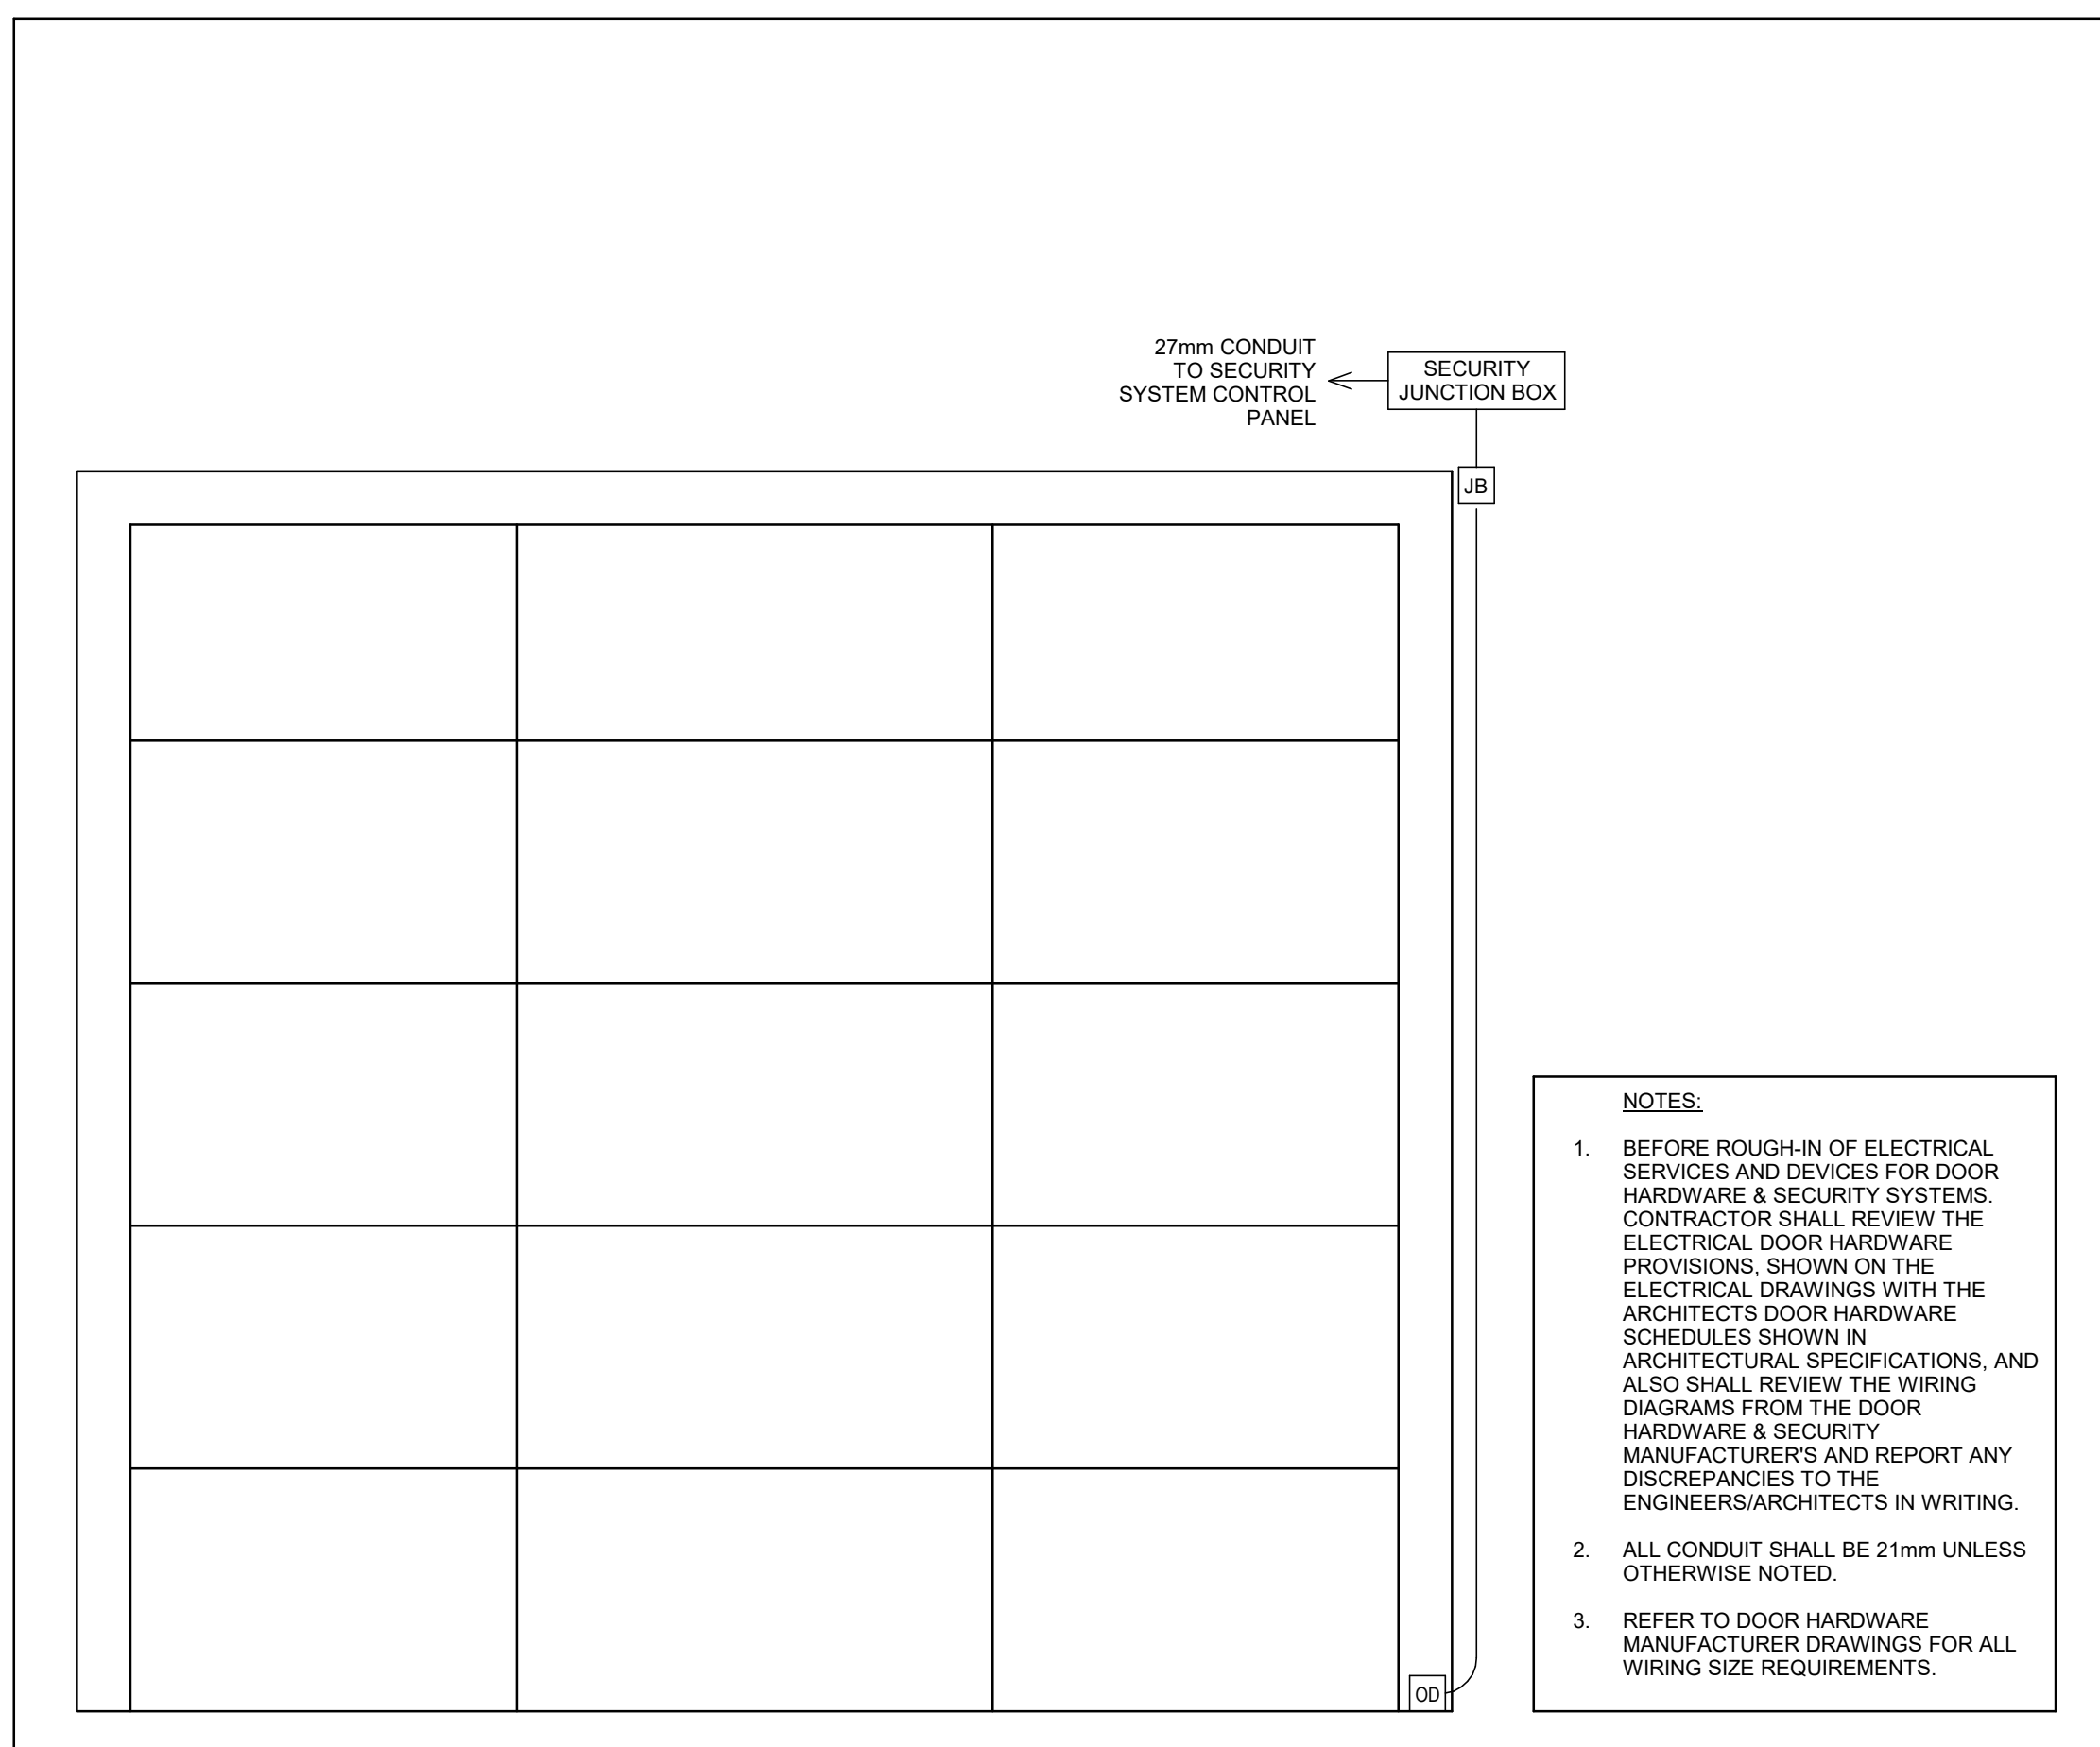 27mm CONDUIT
TO SECURITY
SYSTEM CONTROL
PANEL
SECURITY
JUNCTION BOX
JB
OD
NOTES:
1. BEFORE ROUGH-IN OF ELECTRICAL
SERVICES AND DEVICES FOR DOOR
HARDWARE & SECURITY SYSTEMS.
CONTRACTOR SHALL REVIEW THE
ELECTRICAL DOOR HARDWARE
PROVISIONS, SHOWN ON THE
ELECTRICAL DRAWINGS WITH THE
ARCHITECTS DOOR HARDWARE
SCHEDULES SHOWN IN
ARCHITECTURAL SPECIFICATIONS, AND
ALSO SHALL REVIEW THE WIRING
DIAGRAMS FROM THE DOOR
HARDWARE & SECURITY
MANUFACTURER'S AND REPORT ANY
DISCREPANCIES TO THE
ENGINEERS/ARCHITECTS IN WRITING.
2. ALL CONDUIT SHALL BE 21mm UNLESS
OTHERWISE NOTED.
3. REFER TO DOOR HARDWARE
MANUFACTURER DRAWINGS FOR ALL
WIRING SIZE REQUIREMENTS.